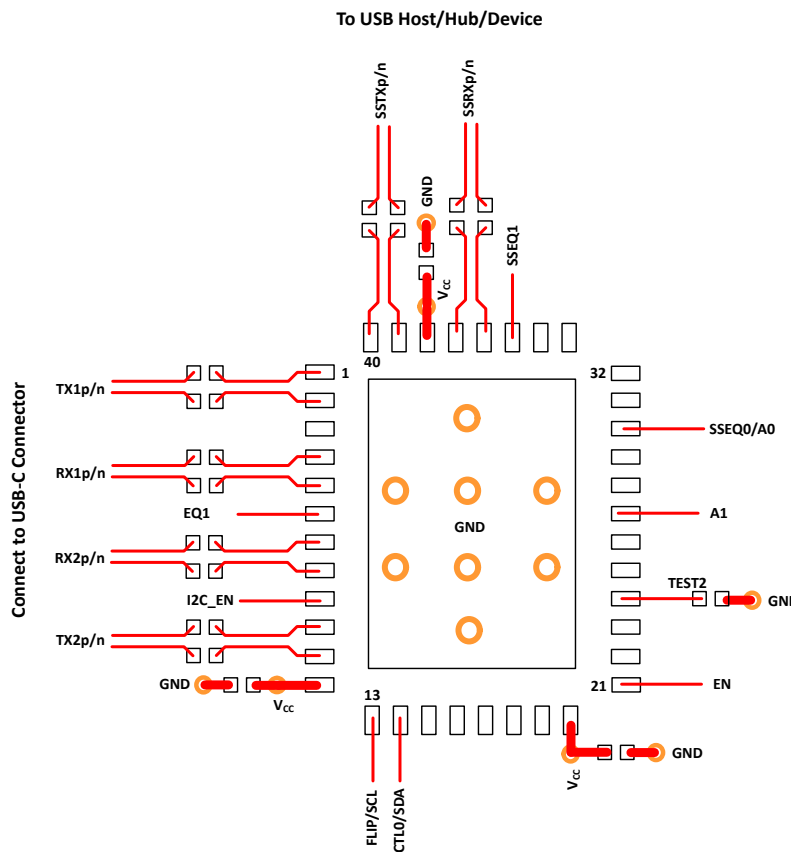 To USB Host/Hub/Device
SSTXp/n
SSRXp/n
GND
SSEQ1
VCC
40
1
32
TX1p/n
SSEQ0/A0
RX1p/n
EQ1
A1
GND
RX2p/n
I2C_EN
TEST2
GND
TX2p/n
GND
VCC
13
21
EN
GND
VCC
FLIP/SCL
CTL0/SDA
Connect to USB-C Connector